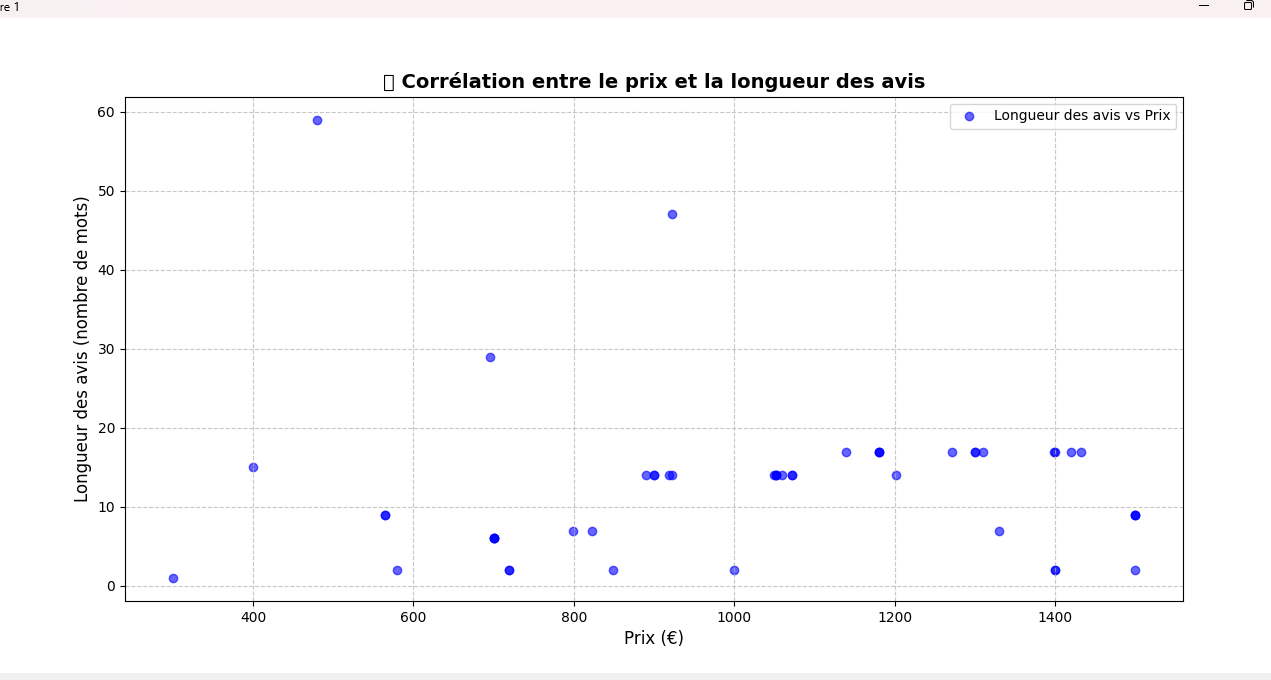 re 1
Corrélation entre le prix et la longueur des avis
Longueur des avis vs Prix
Longueur des avis (nombre de mots)
60
50
40
30
20
10
0
400
600
800
1000
1200
1400
Prix (€)